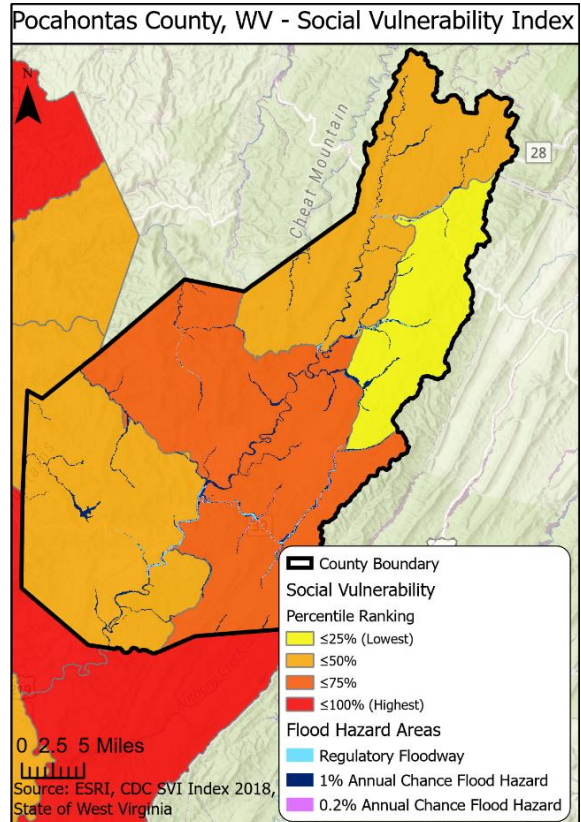 Pocahontas County, WV - Social Vulnerability Index
N
Cheat Mountain
28
County Boundary
Social Vulnerability
Percentile Ranking
≤25% (Lowest)
≤50%
≤75%
≤100% (Highest)
Flood Hazard Areas
Regulatory Floodway
1% Annual Chance Flood Hazard
0.2% Annual Chance Flood Hazard
0 2.5 5 Miles
Source: ESRI, CDC SVI Index 2018,
State of West Virginia